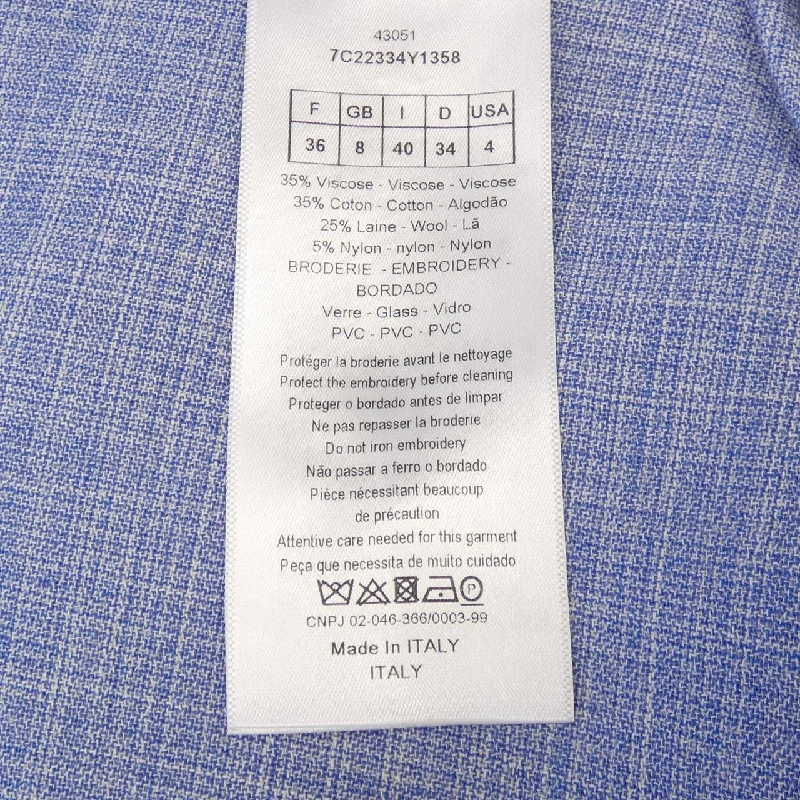 43051
7C22334Y1358
F GB I D USA
36 8 40 34 4
35% Viscose - Viscose - Viscose
35% Coton - Cotton - Algodão
25% Laine - Wool - Lã
5% Nylon - nylon - Nylon
BRODERIE - EMBROIDERY -
BORDADO
Verre - Glass - Vidro
PVC - PVC - PVC
Protéger la broderie avant le nettoyage
Protect the embroidery before cleaning
Proteger o bordado antes de limpar
Ne pas repasser la broderie
Do not iron embroidery
Não passar a ferro o bordado
Pièce nécessitant beaucoup
de précaution
Attentive care needed for this garment
Peça que necessita de muito cuidado
P
CNPJ 02-046-366/0003-99
Made In ITALY
ITALY